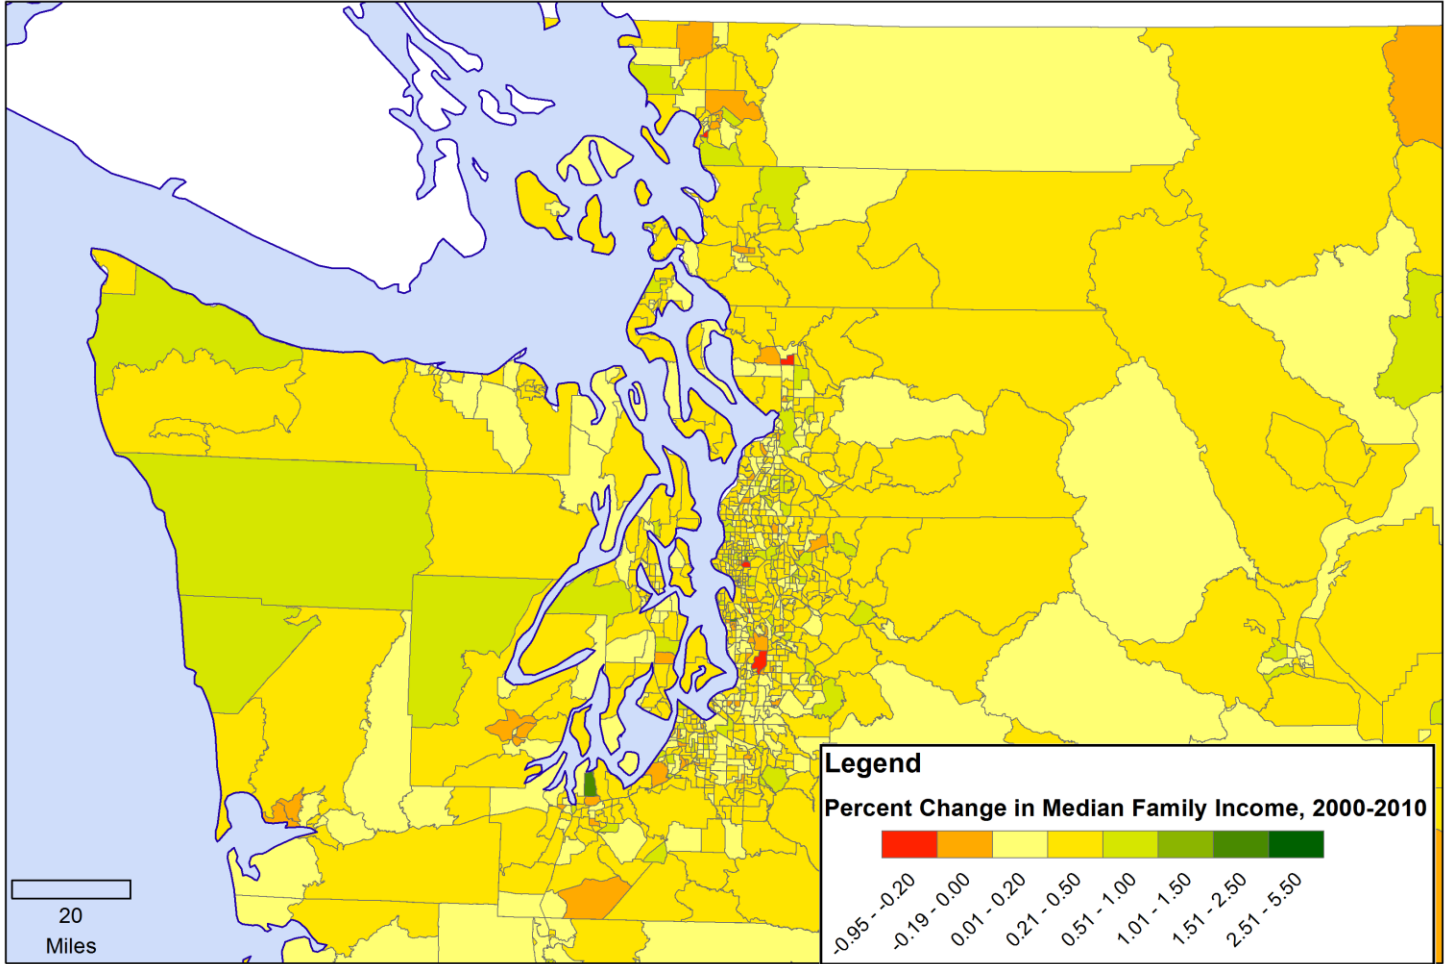 Legend
Percent Change in Median Family Income, 2000-2010
-0.95 - -0.20
-0.19 - 0.00
0.01 - 0.20
0.21 - 0.50
0.51 - 1.00
1.01 - 1.50
1.51 - 2.50
2.51 - 5.50
20
Miles